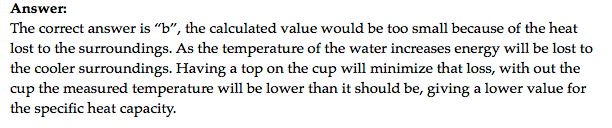 Answer:
The correct answer is “b”, the calculated value would be too small because of the heat
lost to the surroundings. As the temperature of the water increases energy will be lost to
the cooler surroundings. Having a top on the cup will minimize that loss, with out the
cup the measured temperature will be lower than it should be, giving a lower value for
the specific heat capacity.